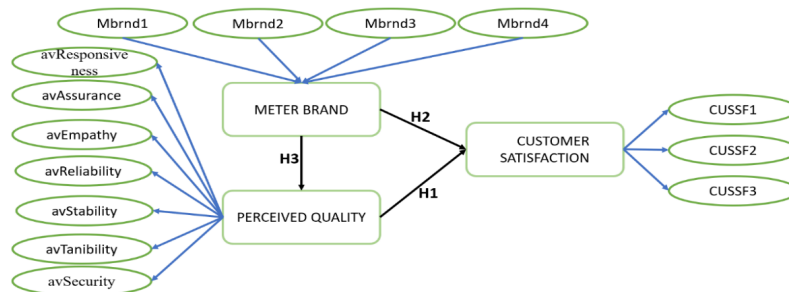 Mbrnd1
Mbrnd2
Mbrnd3
Mbrnd4
avResponsive
ness
avAssurance
avEmpathy
avReliability
avStability
avTanibility
avSecurity
METER BRAND
H2
H3
CUSTOMER
SATISFACTION
PERCEIVED QUALITY
H1
CUSSF1
CUSSF2
CUSSF3